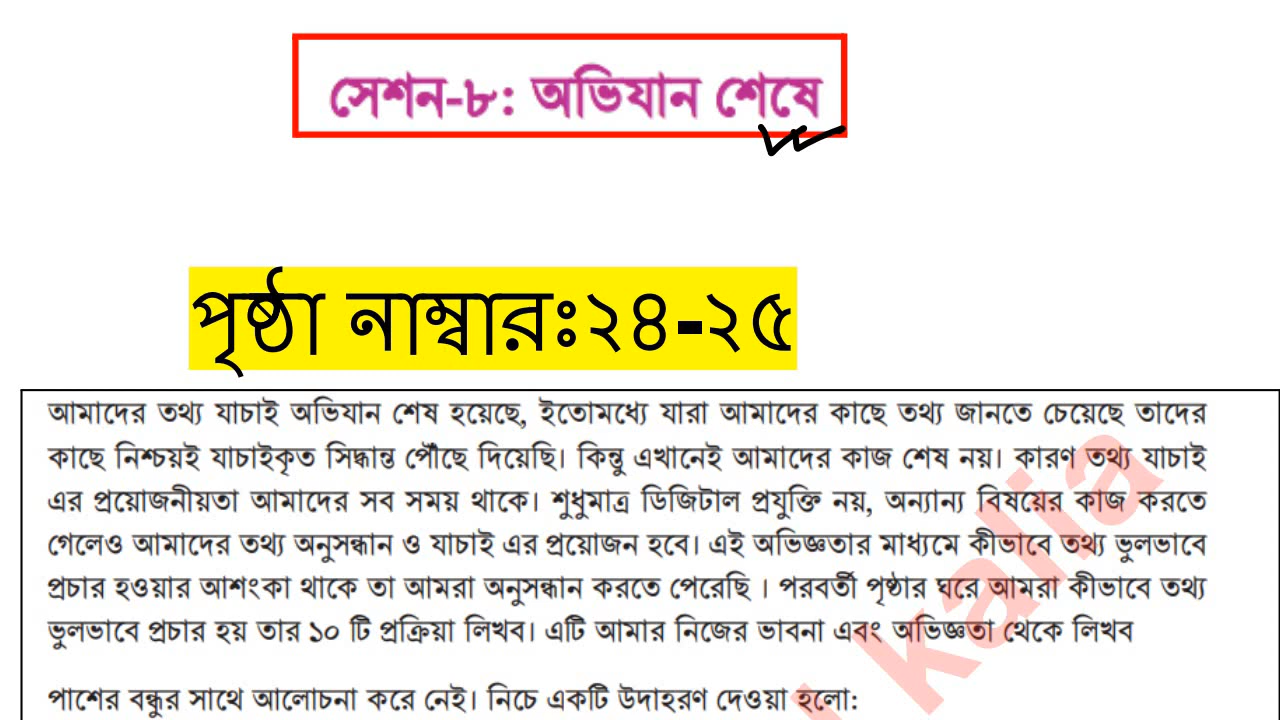 সেশন-৮: অভিযান শেষে
পৃষ্ঠা নাম্বারঃ২৪-২৫
আমাদের তথ্য যাচাই অভিযান শেষ হয়েছে, ইতোমধ্যে যারা আমাদের কাছে তথ্য জানতে চেয়েছে তাদের
কাছে নিশ্চয়ই যাচাইকৃত সিদ্ধান্ত পৌঁছে দিয়েছি। কিন্তু এখানেই আমাদের কাজ শেষ নয়। কারণ তথ্য যাচাই
এর প্রয়োজনীয়তা আমাদের সব সময় থাকে। শুধুমাত্র ডিজিটাল প্রযুক্তি নয়, অন্যান্য বিষয়ের কাজ করতে
গেলেও আমাদের তথ্য অনুসন্ধান ও যাচাই এর প্রয়োজন হবে। এই অভিজ্ঞতার মাধ্যমে কীভাবে তথ্য ভুলভাবে
প্রচার হওয়ার আশংকা থাকে তা আমরা অনুসন্ধান করতে পেরেছি । পরবর্তী পৃষ্ঠার ঘরে আমরা কীভাবে তথ্য
ভুলভাবে প্রচার হয় তার ১০ টি প্রক্রিয়া লিখব। এটি আমার নিজের ভাবনা এবং অভিজ্ঞতা থেকে লিখব
পাশের বন্ধুর সাথে আলোচনা করে নেই। নিচে একটি উদাহরণ দেওয়া হলো:
kalia